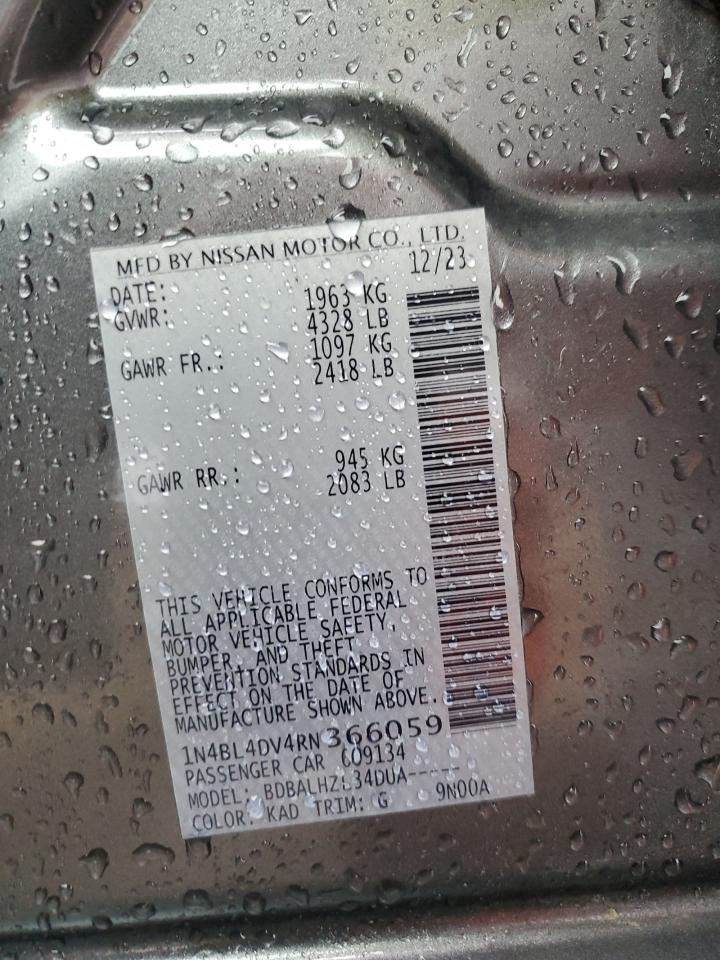 MFD BY NISSAN MOTOR CO., LTD.
DATE: 12/23
GVWR: 1963 KG
4328 LB
GAWR FR.: 1097 KG
2418 LB
GAWR RR.: 945 KG
2083 LB
THIS VEHICLE CONFORMS TO
ALL APPLICABLE FEDERAL
MOTOR VEHICLE SAFETY,
BUMPER, AND THEFT
PREVENTION STANDARDS IN
EFFECT ON THE DATE OF
MANUFACTURE SHOWN ABOVE.
1N4BL4DV4RN366059
PASSENGER CAR 609134
MODEL: BDBALHZL34DUA-----
COLOR: KAD TRIM: G 9N00A